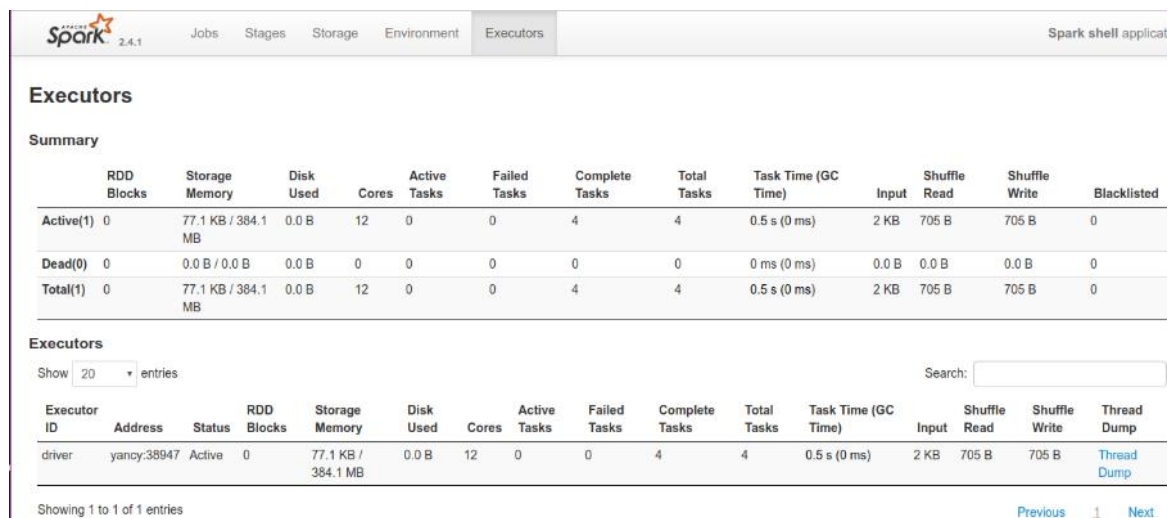 APACHE Spark 2.4.1 Jobs Stages Storage Environment Executors Spark shell applicat
Executors
Summary
RDD Blocks Storage Memory Disk Used Cores Active Tasks Failed Tasks Complete Tasks Total Tasks Task Time (GC Time) Input Shuffle Read Shuffle Write Blacklisted
Active(1) 0 77.1 KB / 384.1 MB 0.0 B 12 0 0 4 4 0.5 s (0 ms) 2 KB 705 B 705 B 0
Dead(0) 0 0.0 B / 0.0 B 0.0 B 0 0 0 0 0 0 ms (0 ms) 0.0 B 0.0 B 0.0 B 0
Total(1) 0 77.1 KB / 384.1 MB 0.0 B 12 0 0 4 4 0.5 s (0 ms) 2 KB 705 B 705 B 0
Executors
Show 20 entries Search:
Executor ID Address Status RDD Blocks Storage Memory Disk Used Cores Active Tasks Failed Tasks Complete Tasks Total Tasks Task Time (GC Time) Input Shuffle Read Shuffle Write Thread Dump
driver yancy:38947 Active 0 77.1 KB / 384.1 MB 0.0 B 12 0 0 4 4 0.5 s (0 ms) 2 KB 705 B 705 B Thread Dump
Showing 1 to 1 of 1 entries Previous 1 Next